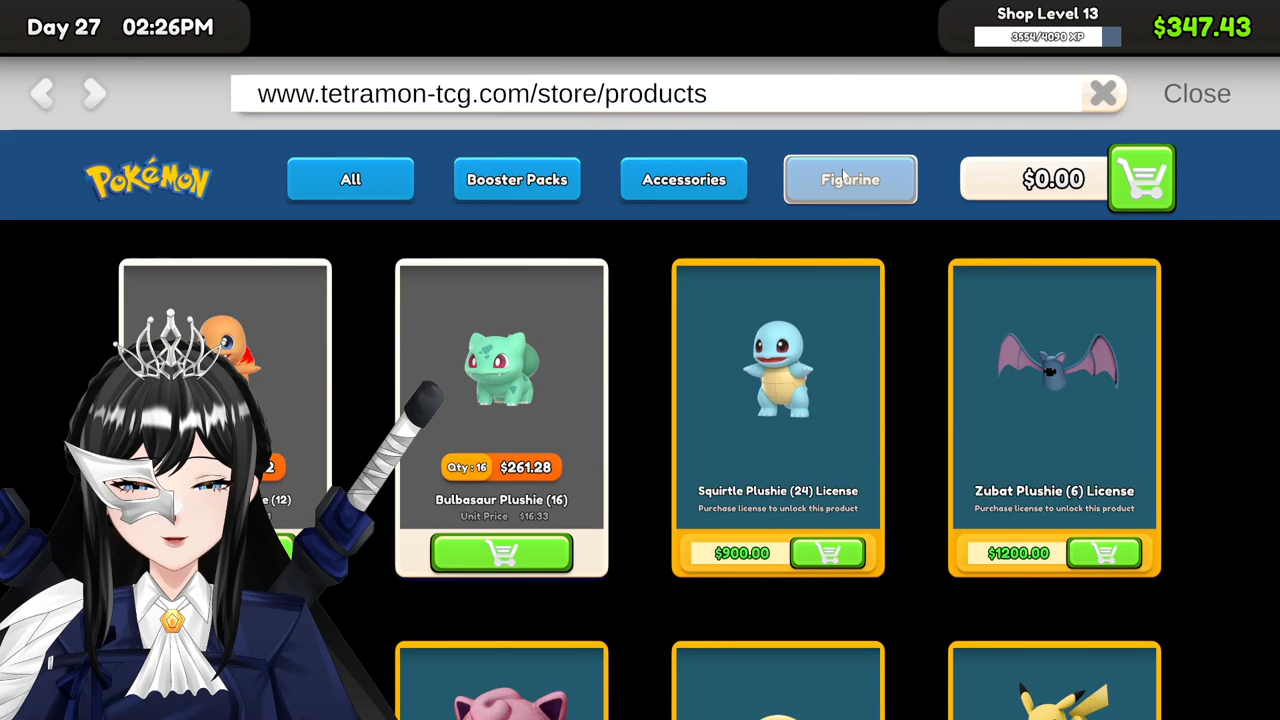 Day 27 02:26PM
Shop Level 13
3554/4090 XP
$347.43
www.tetramon-tcg.com/store/products
Close
POKéMON
All
Booster Packs
Accessories
Figurine
$0.00
Qty : 16 $261.28
Bulbasaur Plushie (16)
Unit Price $16.33
(12)
Squirtle Plushie (24) License
Purchase license to unlock this product
$900.00
Zubat Plushie (6) License
Purchase license to unlock this product
$1200.00